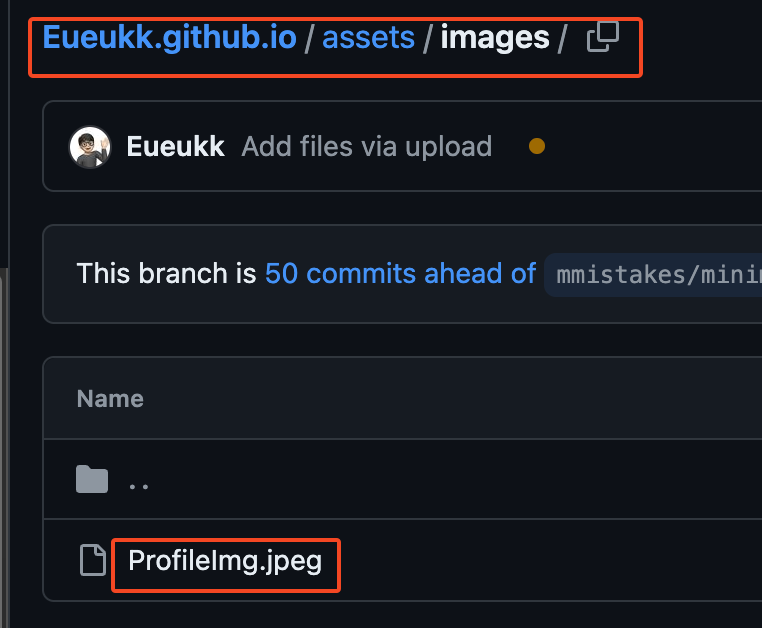 Eueukk.github.io / assets / images /
Eueukk Add files via upload
This branch is 50 commits ahead of mmistakes/mini
Name
..
ProfileImg.jpeg